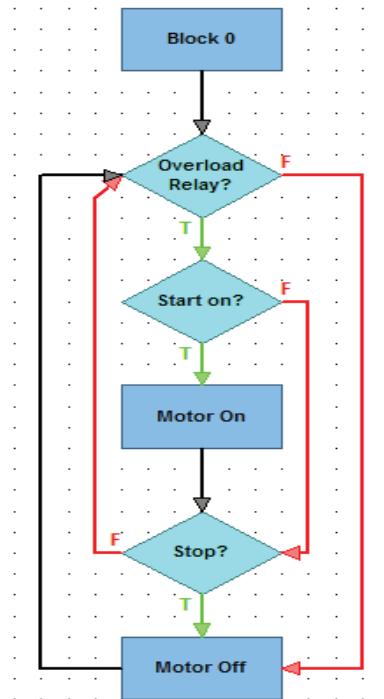 Block 0
Overload
Relay?
F
T
Start on?
F
T
Motor On
Stop?
F
T
Motor Off